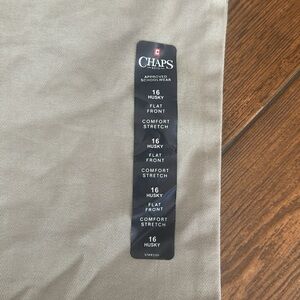 CHAPS
APPROVED
SCHOOLWEAR
16
HUSKY
FLAT
FRONT
COMFORT
STRETCH
16
HUSKY
FLAT
FRONT
COMFORT
STRETCH
16
HUSKY
FLAT
FRONT
COMFORT
STRETCH
16
HUSKY